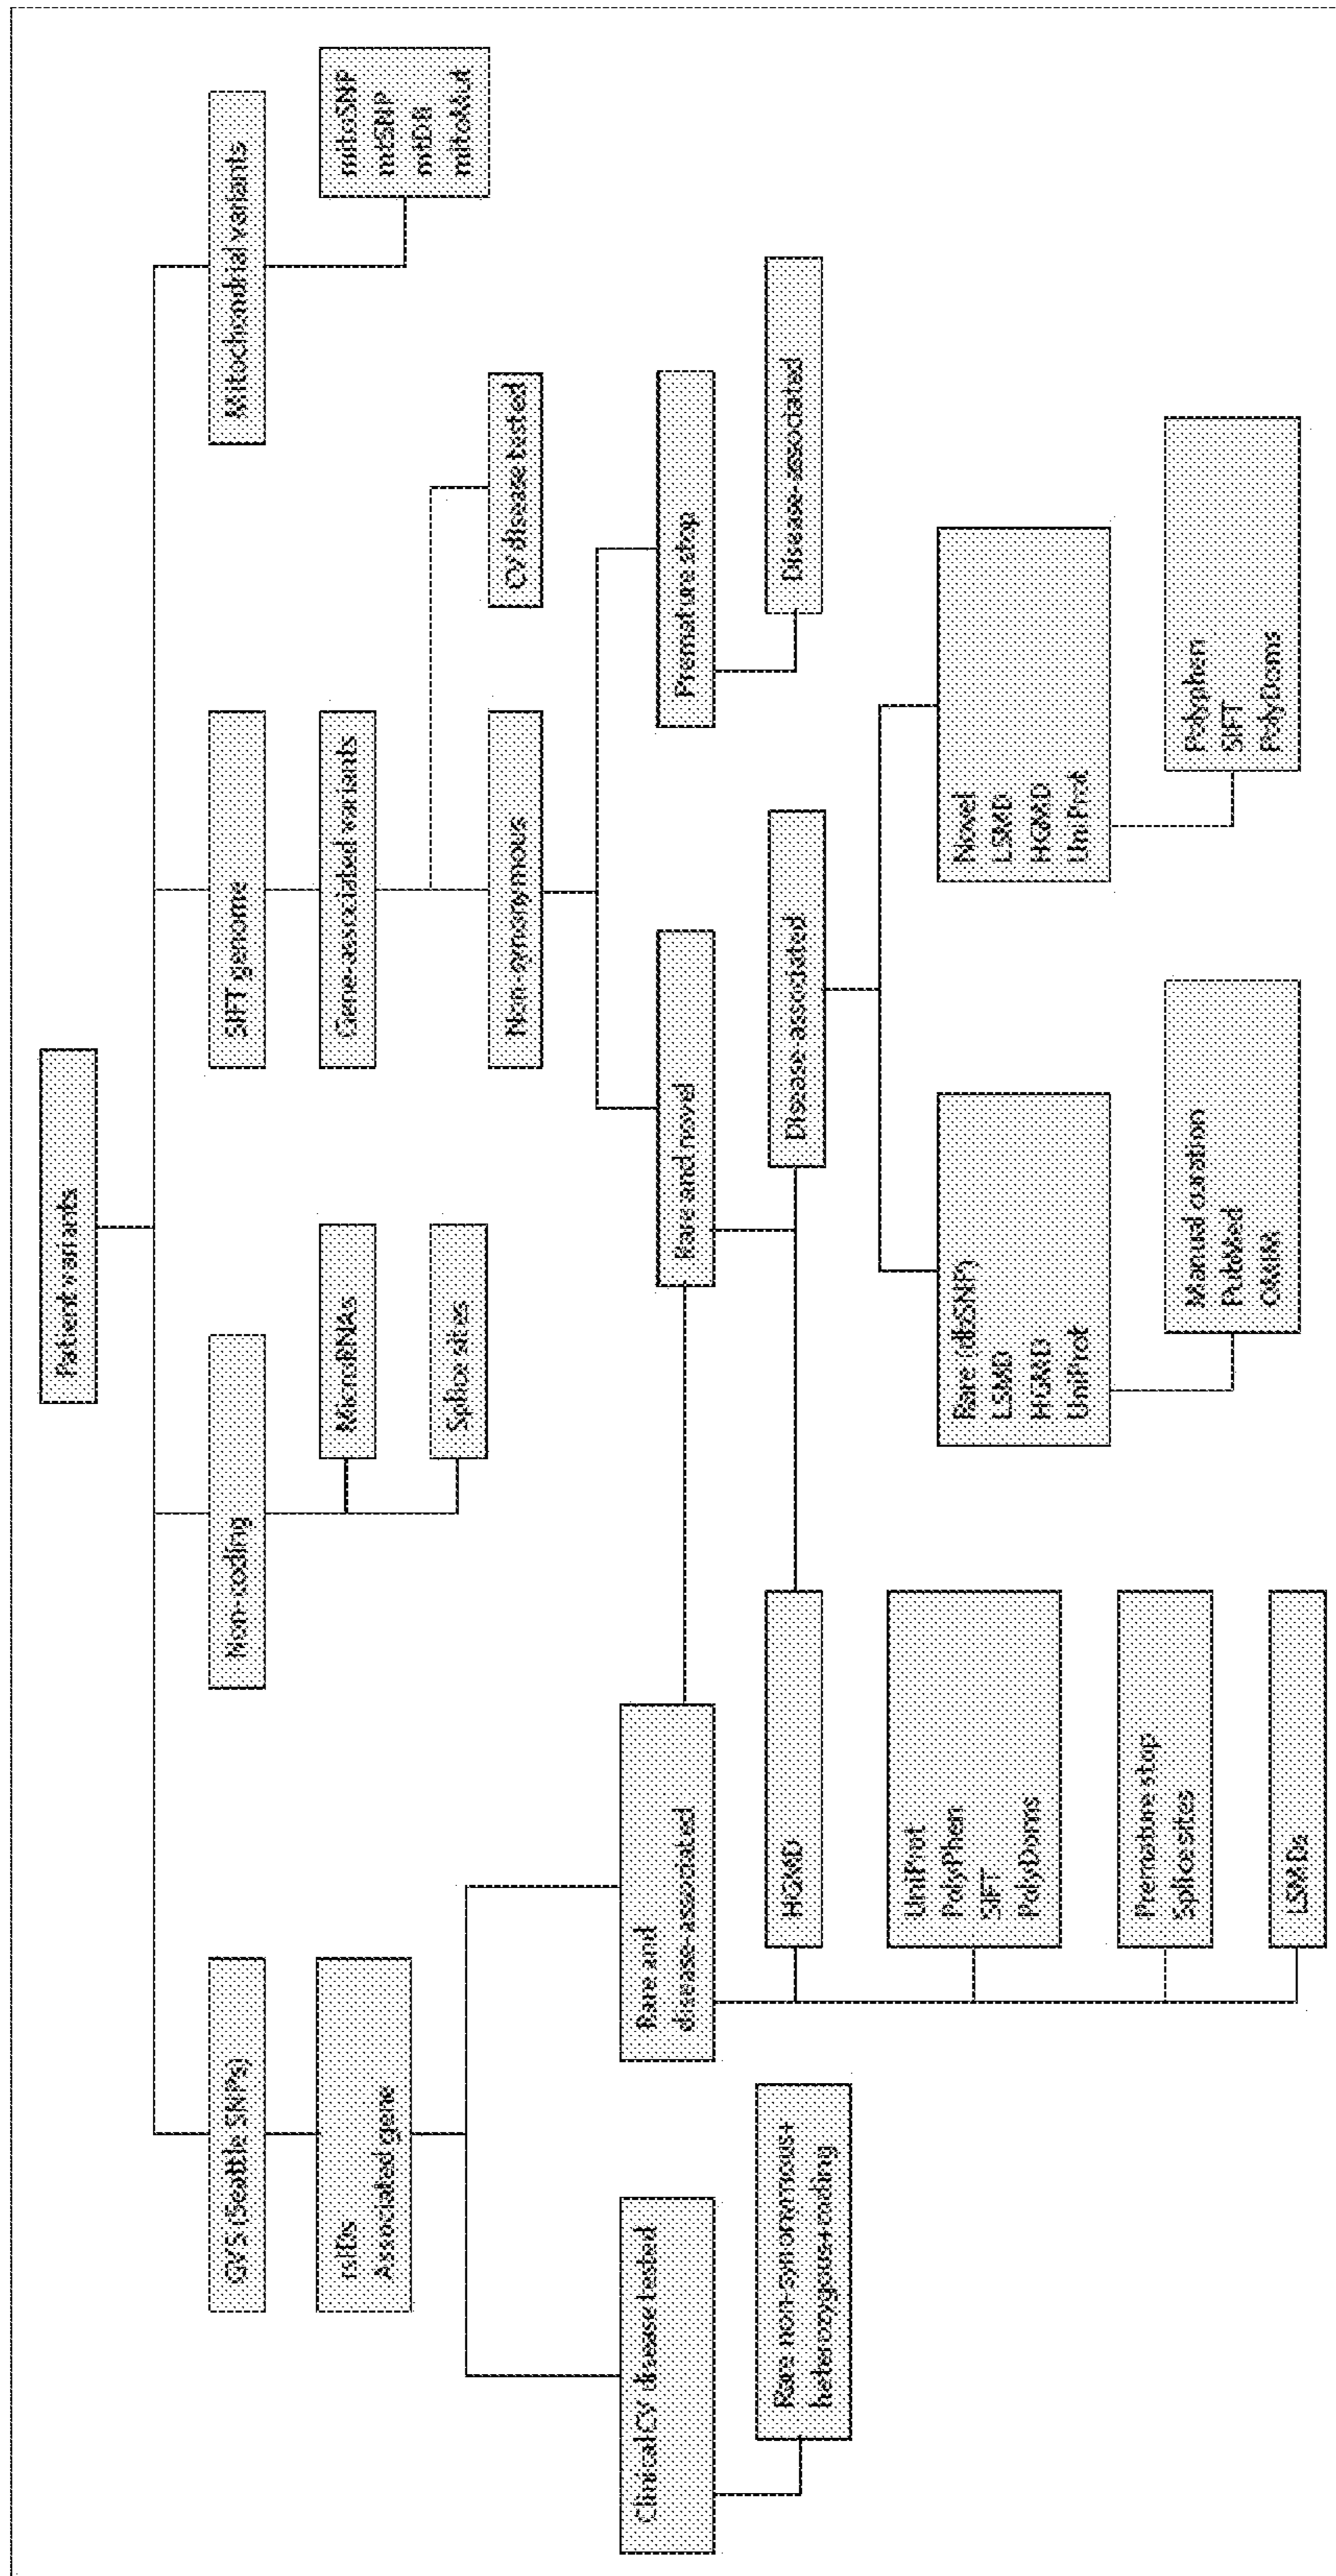 Patient variants
GVS (Seattle SNPs)
Non-coding
SIFT genome
Mitochondrial variants
rsIDs
Associated gene
MicroRNAs
Gene-associated variants
mitoSNP
mtSNP
mtDB
mitoMut
Splice sites
Non-synonymous
CV disease tested
Clinical CV disease tested
Rare and
disease-associated
Rare and novel
Premature stop
Rare non-synonymous+
heterozygous+coding
HGMD
Disease-associated
Disease-associated
UniProt
PolyPhen
SIFT
PolyDoms
Rare (dbSNP)
LSMD
HGMD
UniProt
Novel
LSMD
HGMD
UniProt
Premature stop
Splice sites
Manual curation
PubMed
OMIM
Polyphen
SIFT
PolyDoms
LSMDs